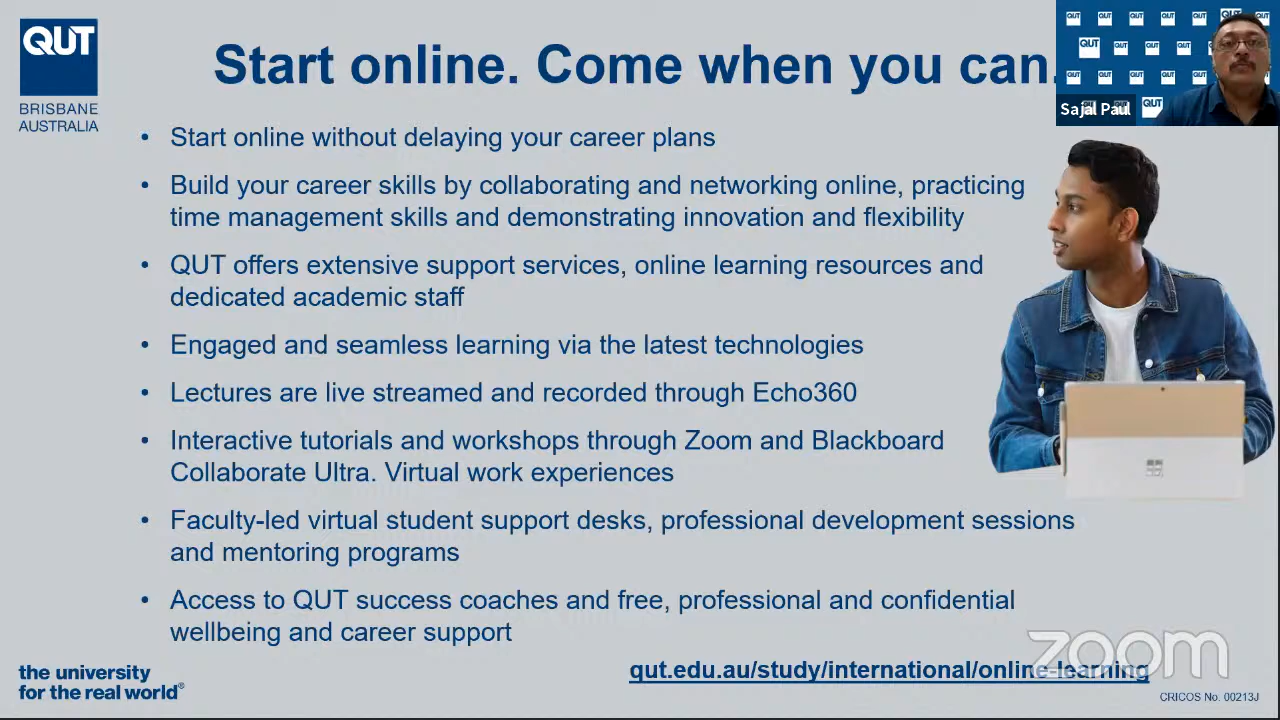 QUT
BRISBANE
AUSTRALIA
Start online. Come when you can.
Sajal Paul
• Start online without delaying your career plans
• Build your career skills by collaborating and networking online, practicing
time management skills and demonstrating innovation and flexibility
• QUT offers extensive support services, online learning resources and
dedicated academic staff
• Engaged and seamless learning via the latest technologies
• Lectures are live streamed and recorded through Echo360
• Interactive tutorials and workshops through Zoom and Blackboard
Collaborate Ultra. Virtual work experiences
• Faculty-led virtual student support desks, professional development sessions
and mentoring programs
• Access to QUT success coaches and free, professional and confidential
wellbeing and career support
the university
for the real world®
qut.edu.au/study/international/online-learning
zoom
CRICOS No. 00213J